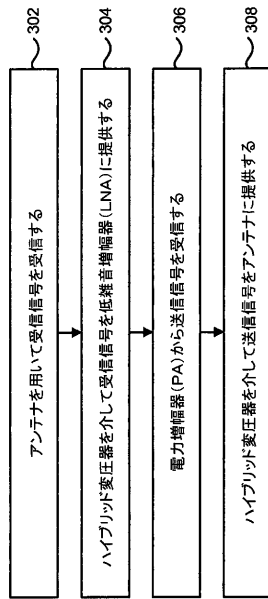 302
アンテナを用いて受信信号を受信する
304
ハイブリッド変圧器を介して受信信号を低雑音増幅器(LNA)に提供する
306
電力増幅器(PA)から送信信号を受信する
308
ハイブリッド変圧器を介して送信信号をアンテナに提供する